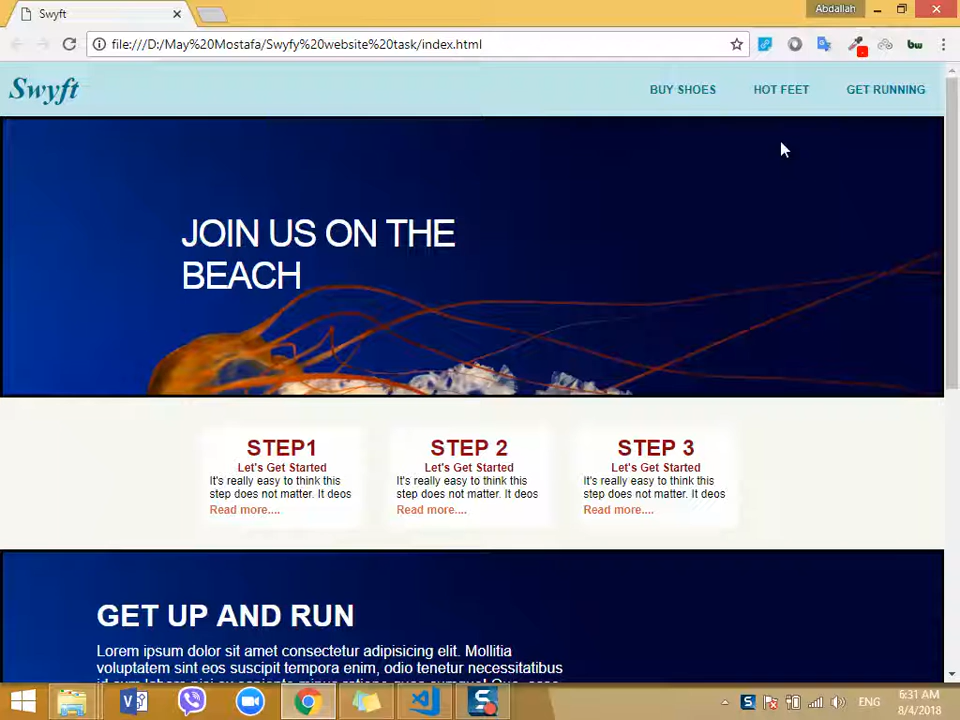 Swyft
Abdallah
file:///D:/May%20Mostafa/Swyfy%20website%20task/index.html
bw
Swyft
BUY SHOES
HOT FEET
GET RUNNING
JOIN US ON THE
BEACH
STEP1
Let's Get Started
It's really easy to think this
step does not matter. It deos
Read more....
STEP 2
Let's Get Started
It's really easy to think this
step does not matter. It deos
Read more....
STEP 3
Let's Get Started
It's really easy to think this
step does not matter. It deos
Read more....
GET UP AND RUN
Lorem ipsum dolor sit amet consectetur adipisicing elit. Mollitia
voluptatem sint eos suscipit tempora enim, odio tenetur necessitatibus
ENG
6:31 AM
8/4/2018